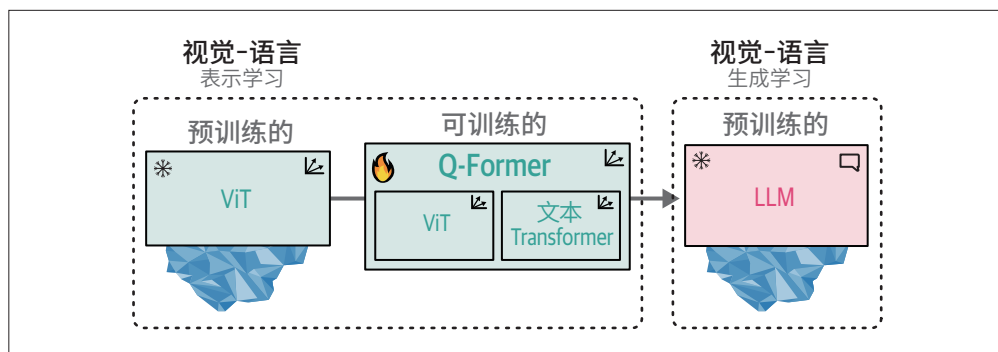 视觉-语言
表示学习
视觉-语言
生成学习
预训练的
可训练的
预训练的
ViT
Q-Former
ViT
文本
Transformer
LLM